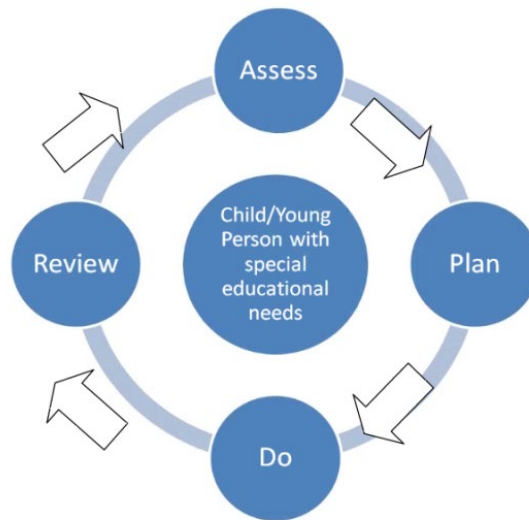 Assess
Child/Young
Person with
special
educational
needs
Review
Plan
Do